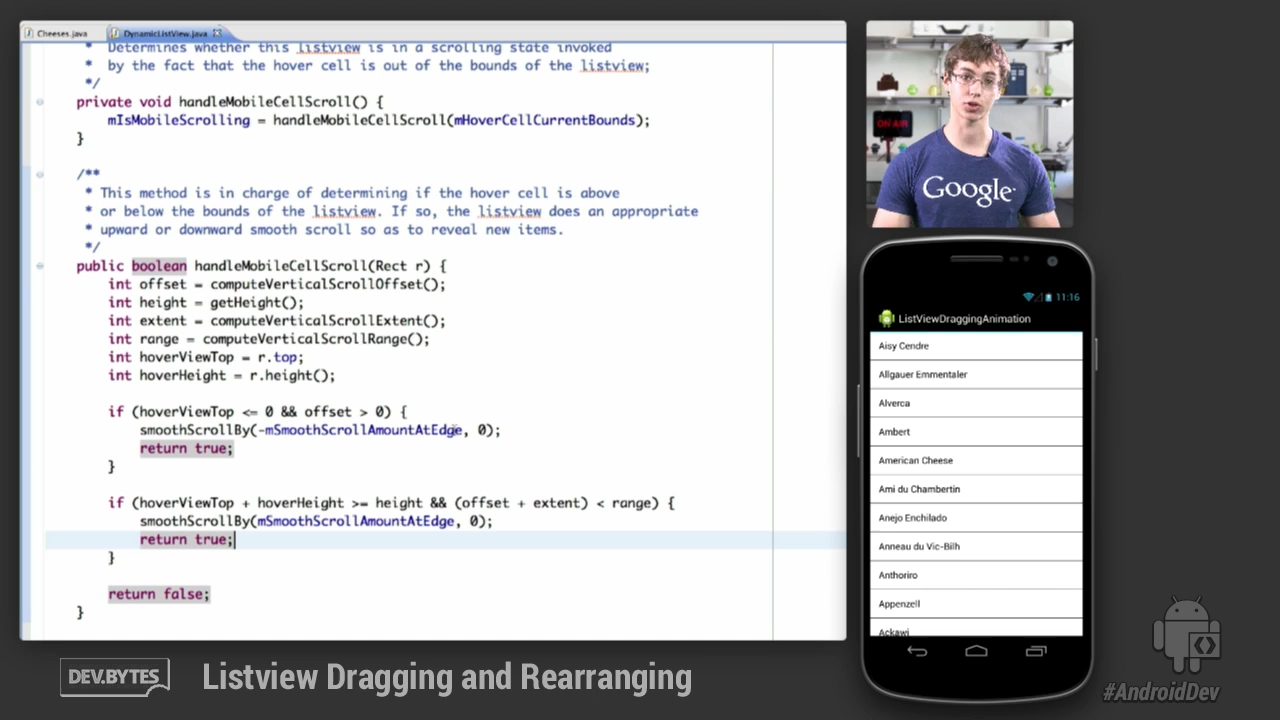 Cheeses.java
DynamicListView.java
* Determines whether this listview is in a scrolling state invoked
* by the fact that the hover cell is out of the bounds of the listview;
*/
private void handleMobileCellScroll() {
mIsMobileScrolling = handleMobileCellScroll(mHoverCellCurrentBounds);
}
/**
* This method is in charge of determining if the hover cell is above
* or below the bounds of the listview. If so, the listview does an appropriate
* upward or downward smooth scroll so as to reveal new items.
*/
public boolean handleMobileCellScroll(Rect r) {
int offset = computeVerticalScrollOffset();
int height = getHeight();
int extent = computeVerticalScrollExtent();
int range = computeVerticalScrollRange();
int hoverViewTop = r.top;
int hoverHeight = r.height();
if (hoverViewTop <= 0 && offset > 0) {
smoothScrollBy(-mSmoothScrollAmountAtEdge, 0);
return true;
}
if (hoverViewTop + hoverHeight >= height && (offset + extent) < range) {
smoothScrollBy(mSmoothScrollAmountAtEdge, 0);
return true;
}
return false;
}
ON AIR
Google
11:16
ListViewDraggingAnimation
Aisy Cendre
Allgauer Emmentaler
Alverca
Ambert
American Cheese
Ami du Chambertin
Anejo Enchilado
Anneau du Vic-Bilh
Anthoriro
Appenzell
Ackawi
DEV.BYTES
Listview Dragging and Rearranging
#AndroidDev